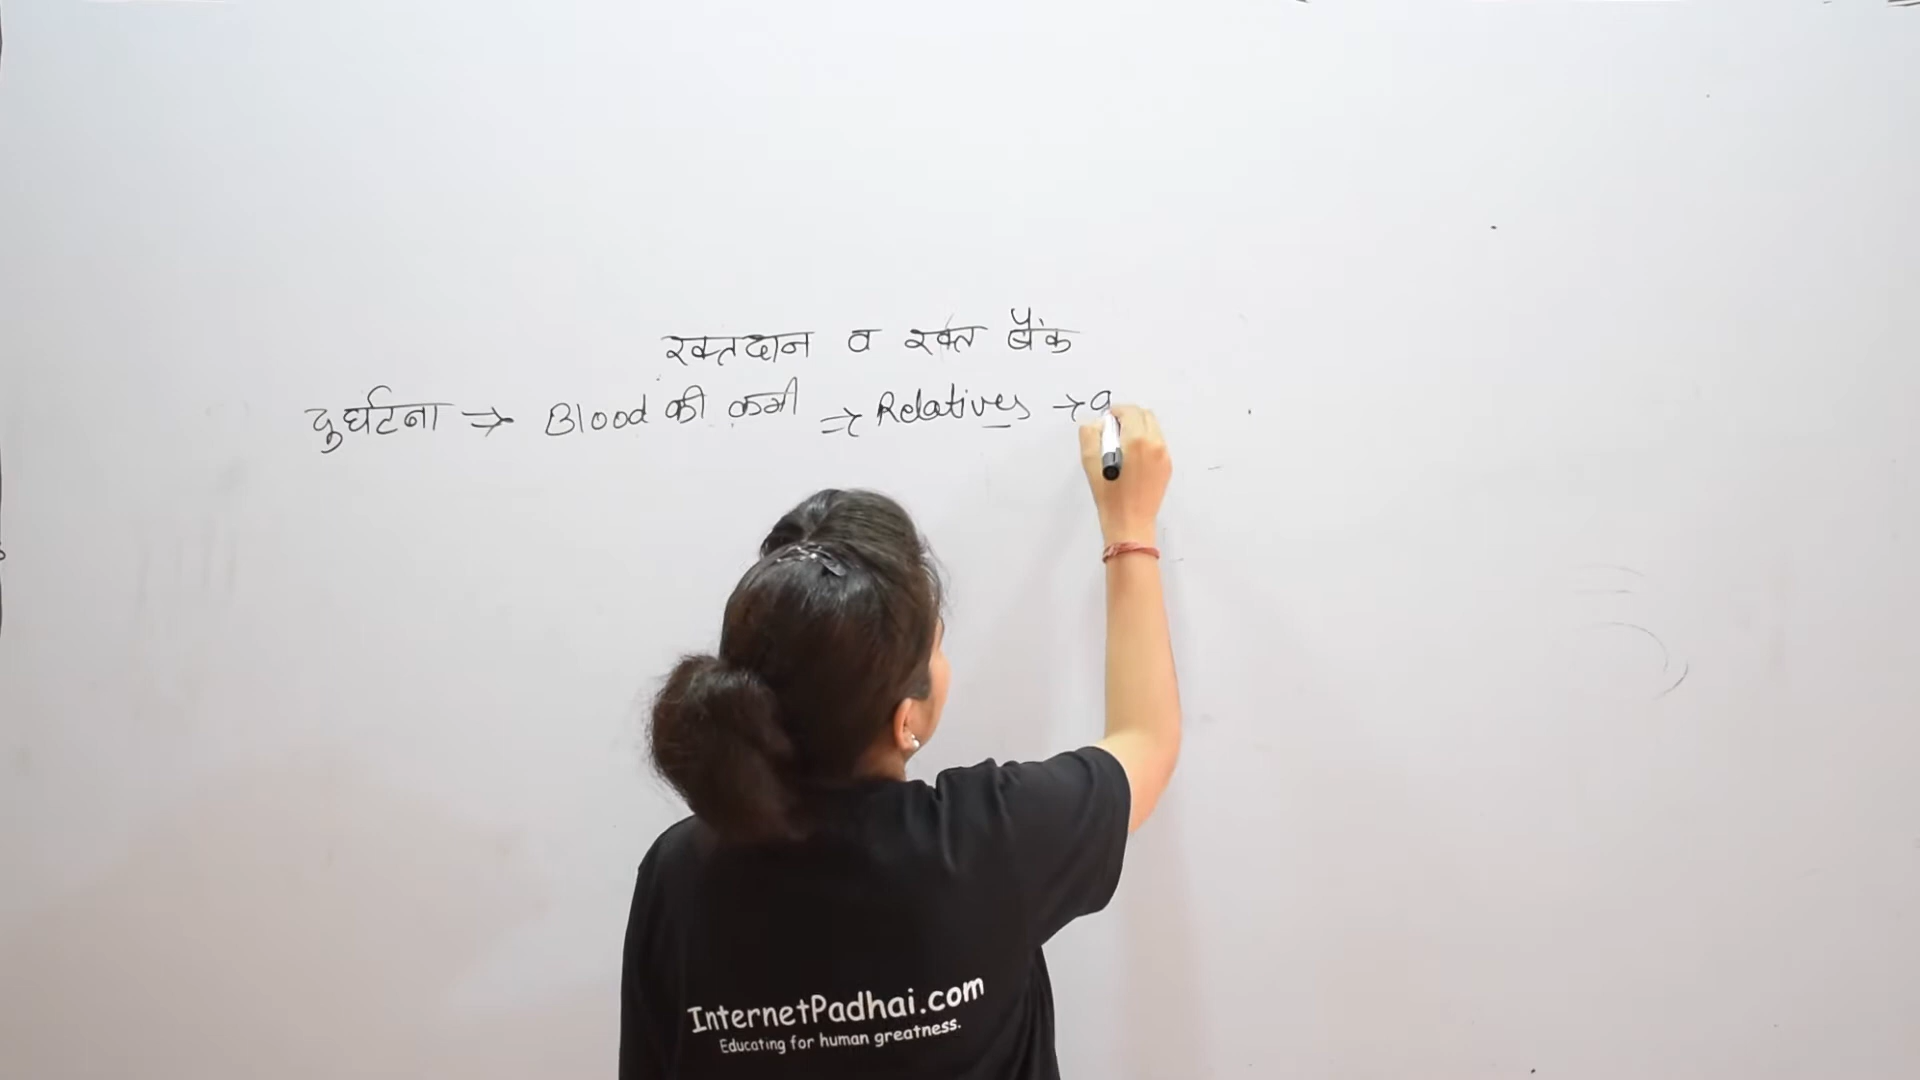 रक्तदान व रक्त बैंक
दुर्घटना → Blood की कमी ⇒ Relatives →
InternetPadhai.com
Educating for human greatness.